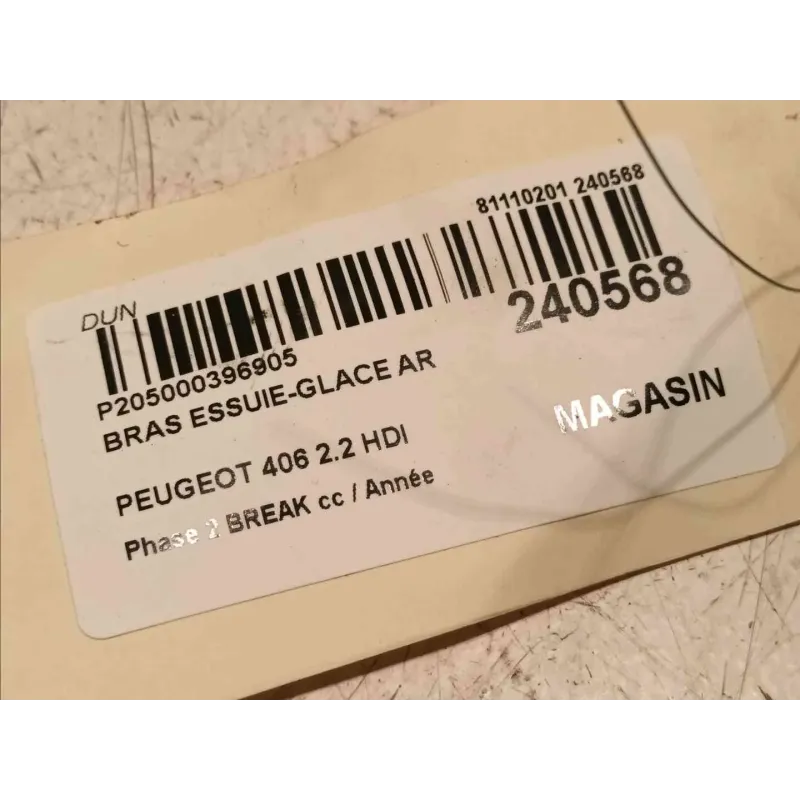 81110201 240568
DUN
240568
P205000396905
BRAS ESSUIE-GLACE AR
MAGASIN
PEUGEOT 406 2.2 HDI
Phase 2 BREAK cc / Année